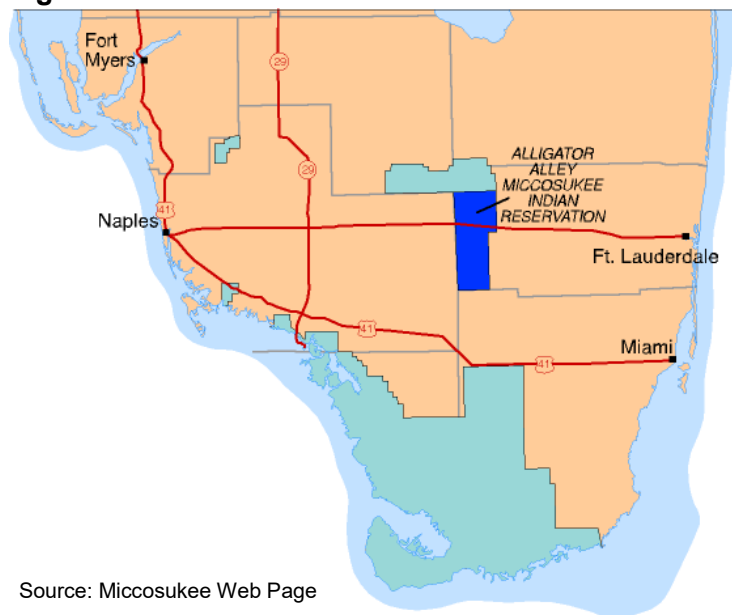 Fort
Myers
29
29
ALLIGATOR
ALLEY
MICCOSUKEE
INDIAN
RESERVATION
41
Naples
Ft. Lauderdale
41
Miami
41
Source: Miccosukee Web Page